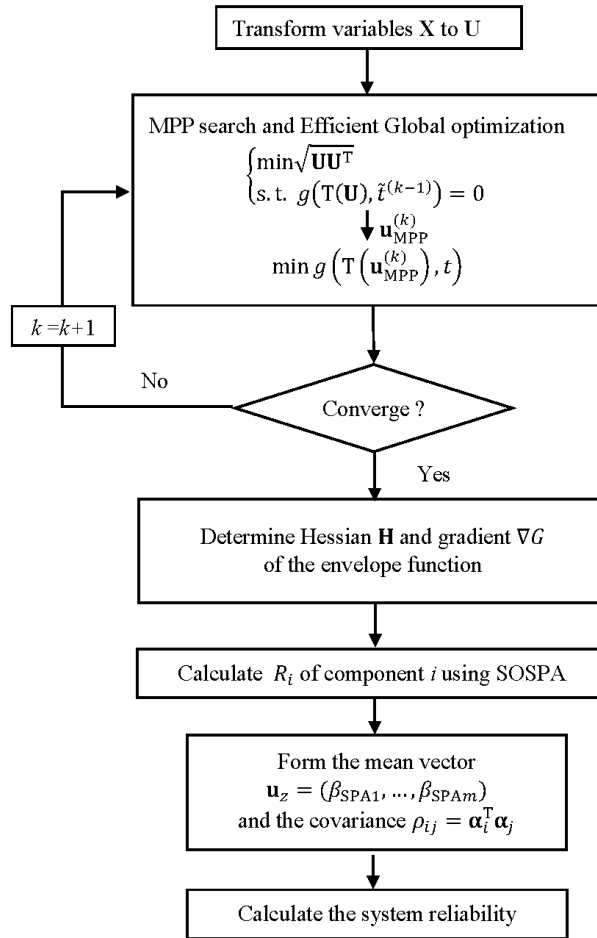 Transform variables X to U
MPP search and Efficient Global optimization
{min√(UUᵀ)
{s. t. g(T(U), t̃⁽ᵏ⁻¹⁾) = 0
u_MPP^(k)
min g (T (u_MPP^(k)), t)
k =k+1
No
Converge ?
Yes
Determine Hessian H and gradient ∇G
of the envelope function
Calculate R_i of component i using SOSPA
Form the mean vector
u_z = (β_SPA1, …, β_SPAm)
and the covariance ρ_ij = α_i^T α_j
Calculate the system reliability